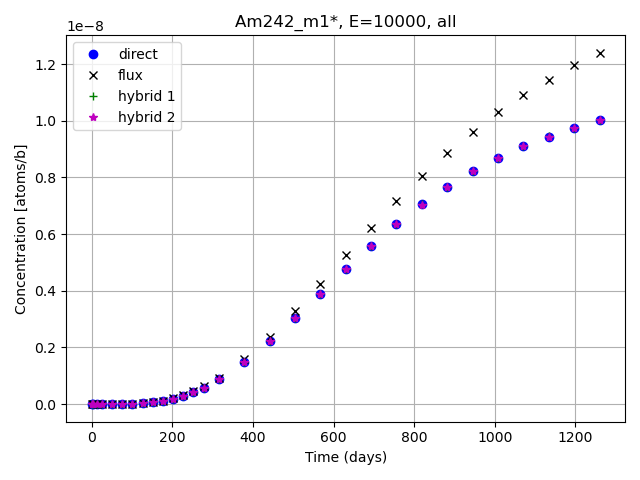 Am242_m1*, E=10000, all
1e−8
direct
flux
hybrid 1
hybrid 2
1.2
1.0
0.8
0.6
0.4
0.2
0.0
Concentration [atoms/b]
0 200 400 600 800 1000 1200
Time (days)